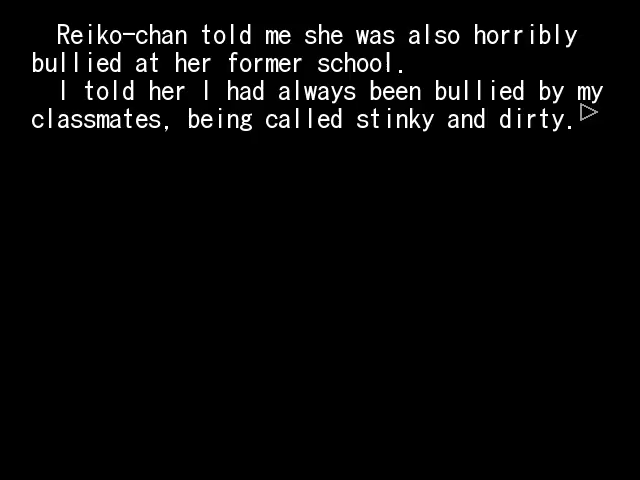 Reiko-chan told me she was also horribly
bullied at her former school.
I told her I had always been bullied by my
classmates, being called stinky and dirty.